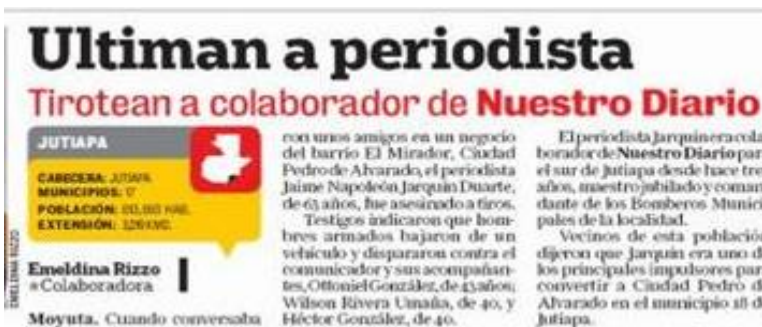 Ultiman a periodista
Tirotean a colaborador de Nuestro Diario
JUTIAPA
CABECERA: JUTIAPA
MUNICIPIOS: 17
POBLACIÓN: HAB.
EXTENSIÓN:
EMELDINA RIZZO
Emeldina Rizzo
Colaboradora
Moyuta. Cuando conversaba
con unos amigos en un negocio
del barrio El Mirador, Ciudad
Pedro de Alvarado, el periodista
Jaime Napoleón Jarquín Duarte,
de 65 años, fue asesinado a tiros.
Testigos indicaron que hom-
bres armados bajaron de un
vehículo y dispararon contra el
comunicador y sus acompañan-
tes, Ottoniel González, de 43 años;
Wilson Rivera Umaña, de 40, y
Héctor González, de 40.
El periodista Jarquín era cola
borador de Nuestro Diario par
el sur de Jutiapa desde hace tre
años, maestro jubilado y coman
dante de los Bomberos Munici
pales de la localidad.
Vecinos de esta població
dijeron que Jarquín era uno d
los principales impulsores par
convertir a Ciudad Pedro d
Alvarado en el municipio 18 d
Jutiapa.